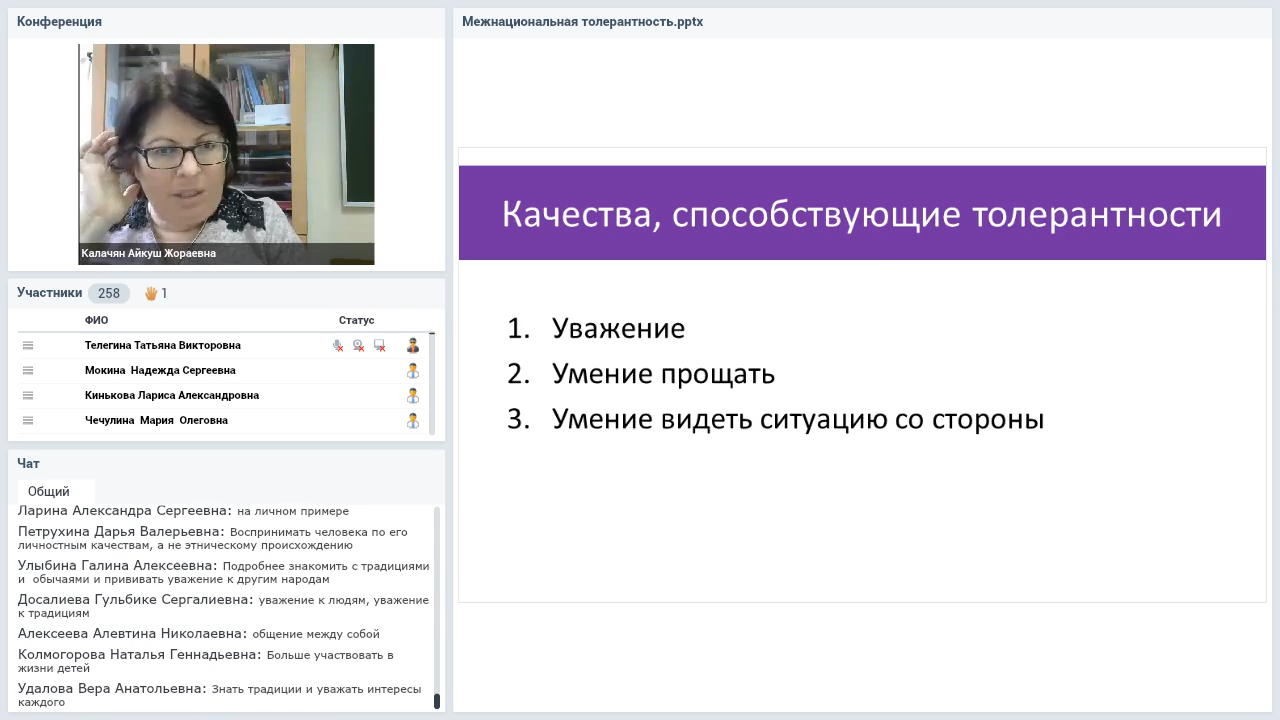 Конференция
Калачян Айкуш Жораевна
Участники 258 1
ФИО Статус
Телегина Татьяна Викторовна
Мокина Надежда Сергеевна
Кинькова Лариса Александровна
Чечулина Мария Олеговна
Чат
Общий
Ларина Александра Сергеевна: на личном примере
Петрухина Дарья Валерьевна: Воспринимать человека по его
личностным качествам, а не этническому происхождению
Улыбина Галина Алексеевна: Подробнее знакомить с традициями
и обычаями и прививать уважение к другим народам
Досалиева Гульбике Сергалиевна: уважение к людям, уважение
к традициям
Алексеева Алевтина Николаевна: общение между собой
Колмогорова Наталья Геннадьевна: Больше участвовать в
жизни детей
Удалова Вера Анатольевна: Знать традиции и уважать интересы
каждого
Межнациональная толерантность.pptx
Качества, способствующие толерантности
1. Уважение
2. Умение прощать
3. Умение видеть ситуацию со стороны